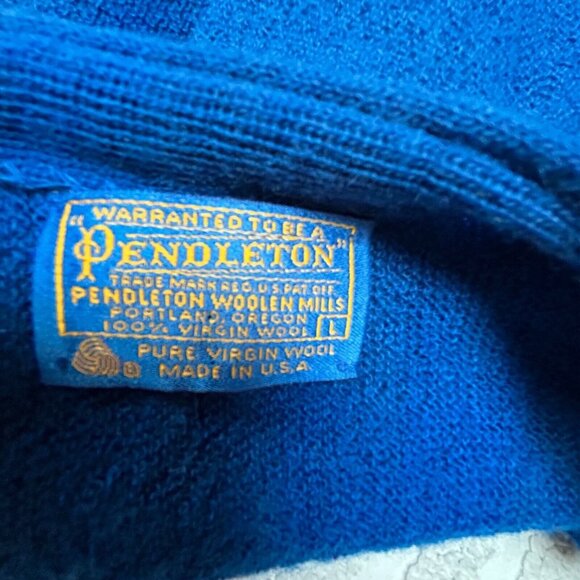 "WARRANTED TO BE A
PENDLETON"
TRADE MARK REG. U.S. PAT. OFF.
PENDLETON WOOLEN MILLS
PORTLAND, OREGON
100% VIRGIN WOOL L
PURE VIRGIN WOOL
MADE IN U.S.A.